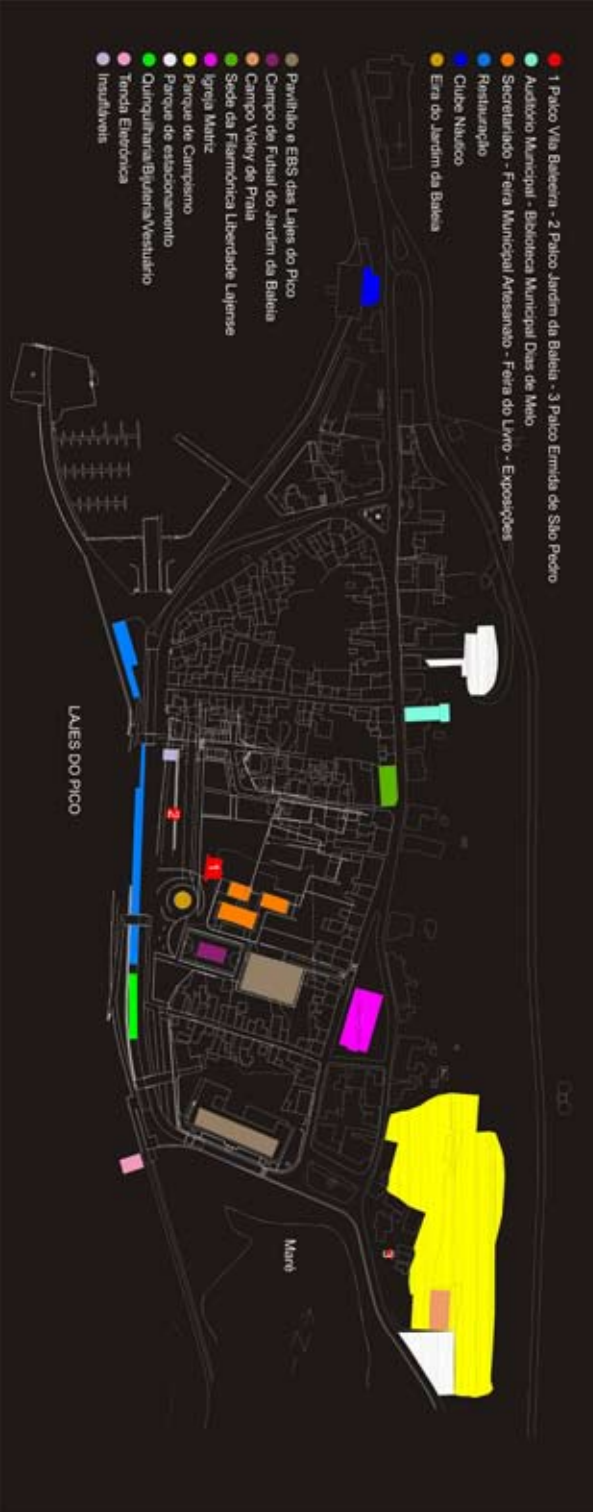 1 Palco Vila Baleeira - 2 Palco Jardim da Baleia - 3 Palco Ermida de São Pedro
Auditório Municipal - Biblioteca Municipal Dias de Melo
Secretariado - Feira Municipal Artesanato - Feira do Livro - Exposições
Restauração
Clube Náutico
Eira do Jardim da Baleia
Pavilhão e EBS das Lajes do Pico
Campo de Futsal do Jardim da Baleia
Campo Voley de Praia
Sede da Filarmónica Liberdade Lajense
Igreja Matriz
Parque de Campismo
Parque de estacionamento
Quinquilharia/Bijuteria/Vestuário
Tenda Eletrónica
Insufláveis
3
Maré
1
2
LAJES DO PICO